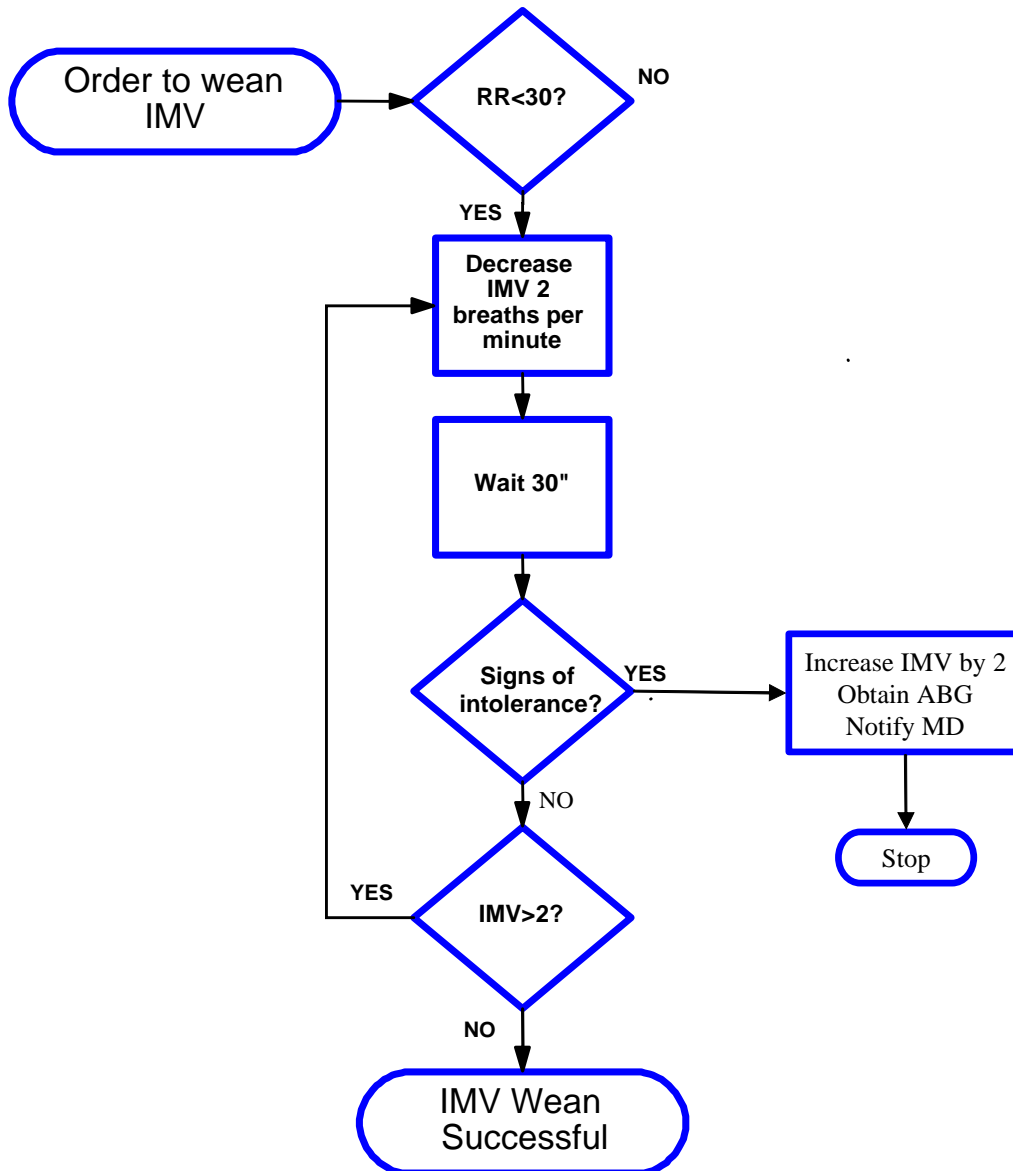 Order to wean
IMV
RR<30?
NO
YES
Decrease
IMV 2
breaths per
minute
Wait 30"
Signs of
intolerance?
YES
Increase IMV by 2
Obtain ABG
Notify MD
NO
Stop
YES
IMV>2?
NO
IMV Wean
Successful